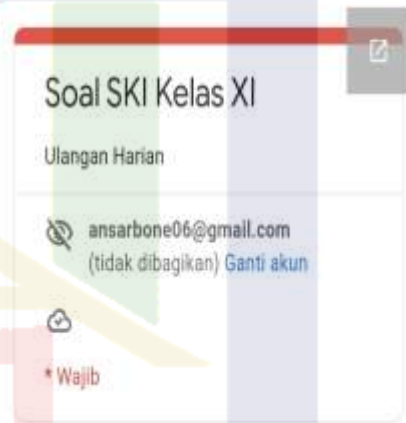 Soal SKI Kelas XI
Ulangan Harian
ansarbone06@gmail.com
(tidak dibagikan) Ganti akun
* Wajib